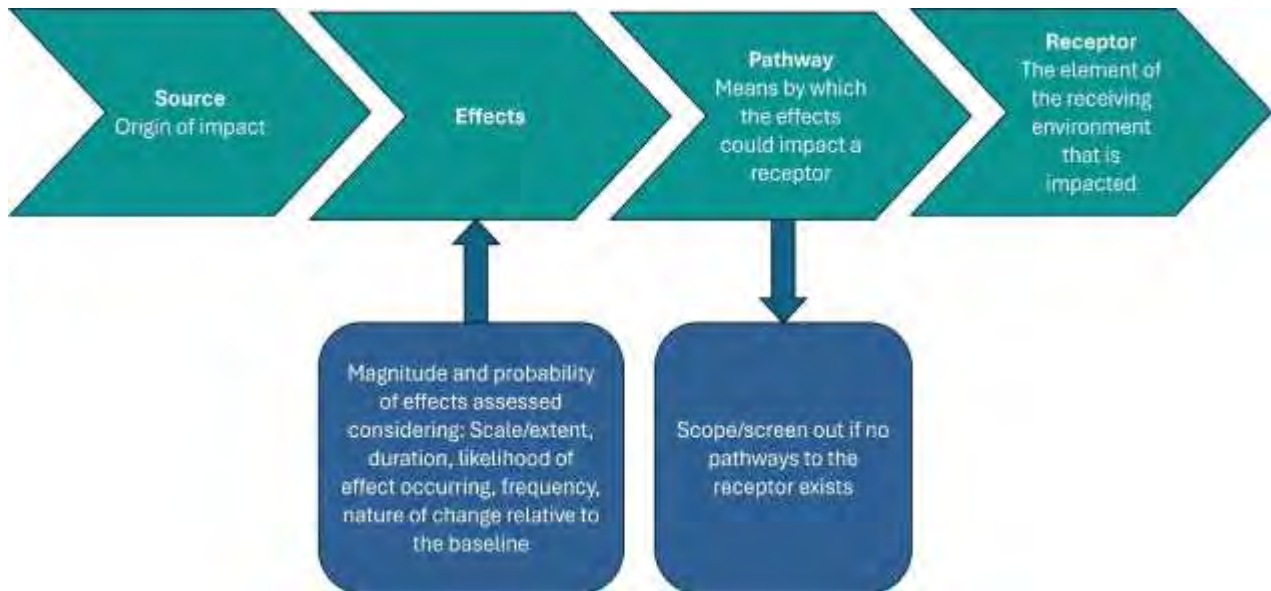 Source
Origin of impact
Effects
Pathway
Means by which
the effects
could impact a
receptor
Receptor
The element of
the receiving
environment
that is
impacted
Magnitude and probability
of effects assessed
considering: Scale/extent,
duration, likelihood of
effect occurring, frequency,
nature of change relative to
the baseline
Scope/screen out if no
pathways to the
receptor exists